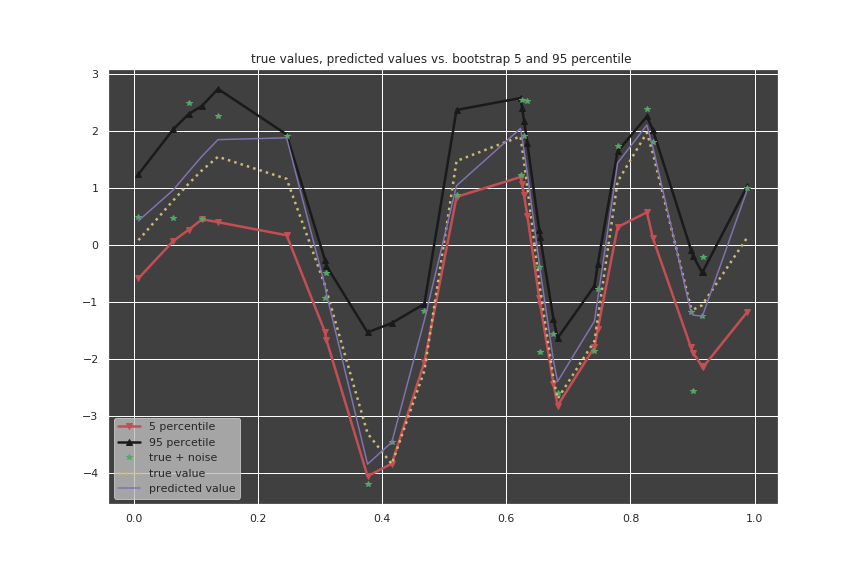 true values, predicted values vs. bootstrap 5 and 95 percentile
3
2
1
0
−1
−2
−3
−4
5 percentile
95 percetile
true + noise
true value
predicted value
0.0 0.2 0.4 0.6 0.8 1.0